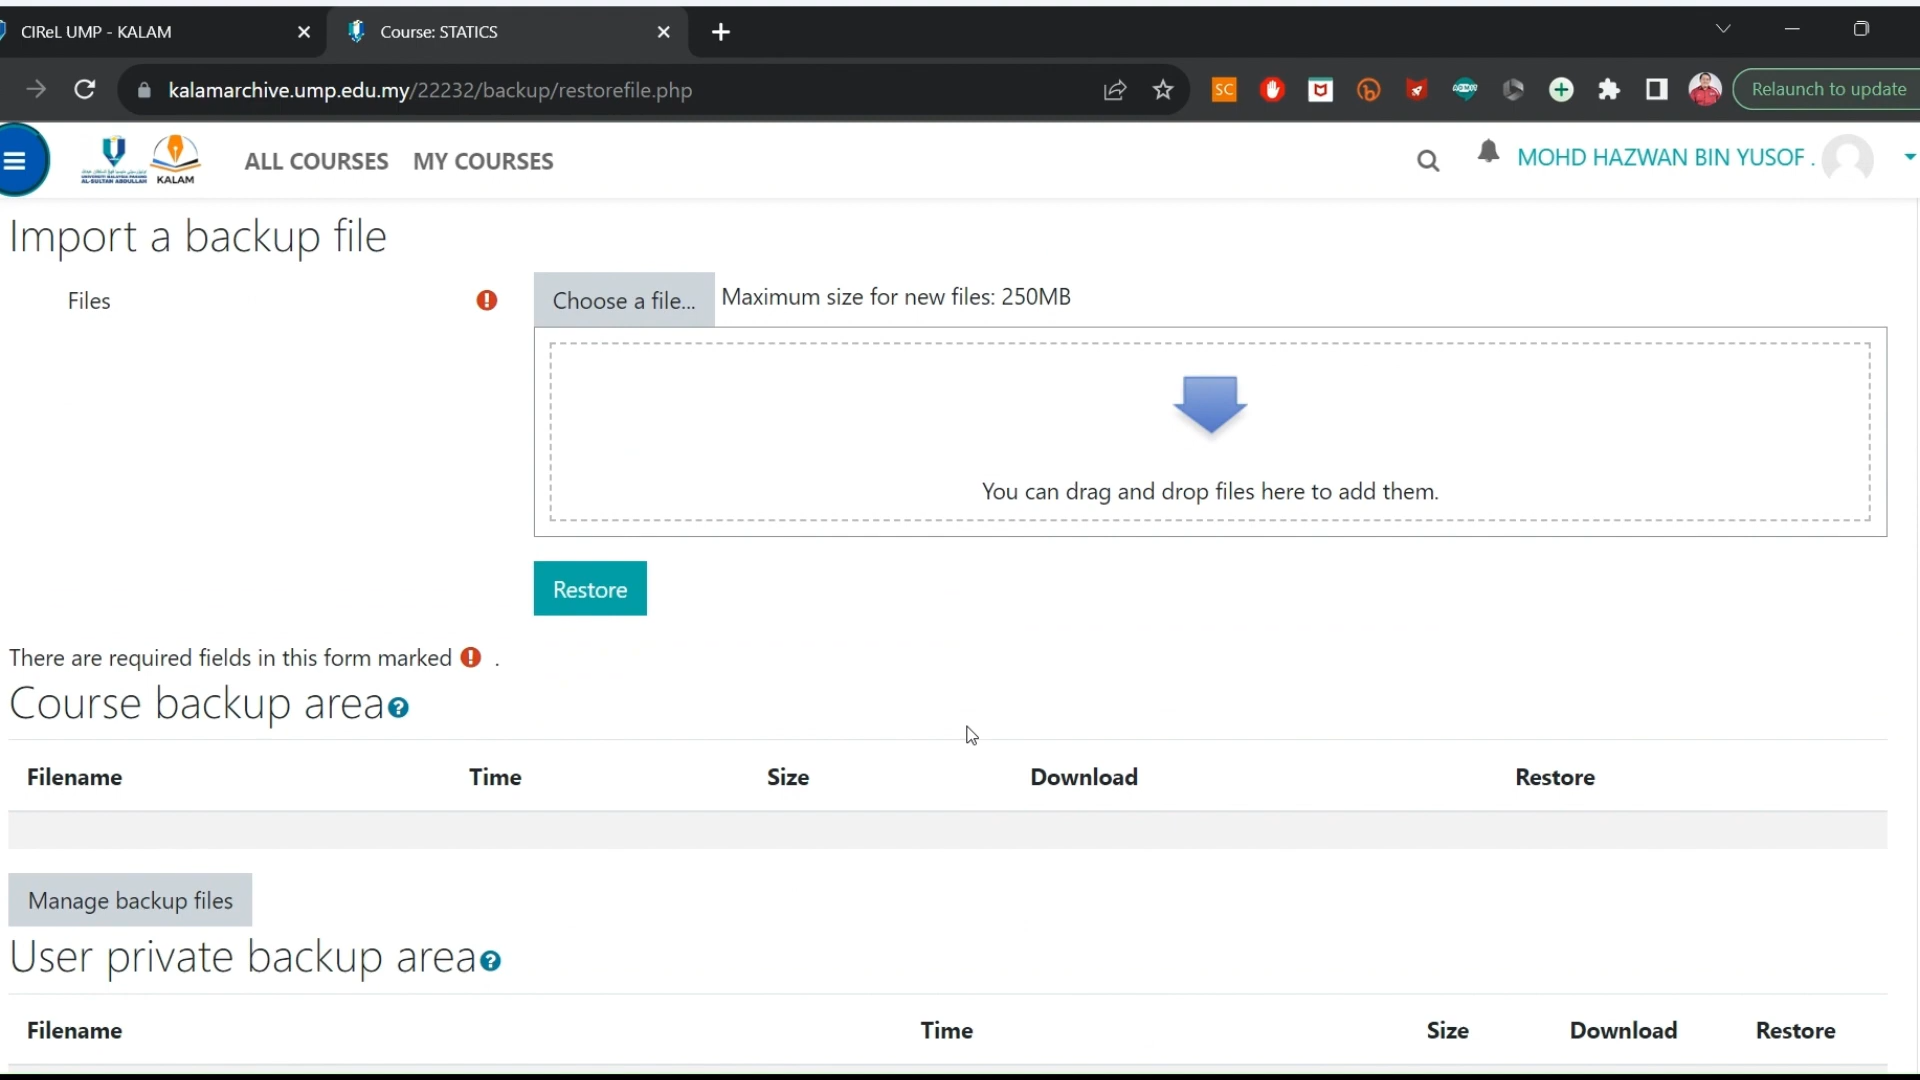 CIReL UMP - KALAM
Course: STATICS
kalamarchive.ump.edu.my/22232/backup/restorefile.php
SC
Relaunch to update
KALAM
ALL COURSES
MY COURSES
MOHD HAZWAN BIN YUSOF .
Import a backup file
Files
Choose a file...
Maximum size for new files: 250MB
You can drag and drop files here to add them.
Restore
There are required fields in this form marked .
Course backup area
Filename Time Size Download Restore
Manage backup files
User private backup area
Filename Time Size Download Restore